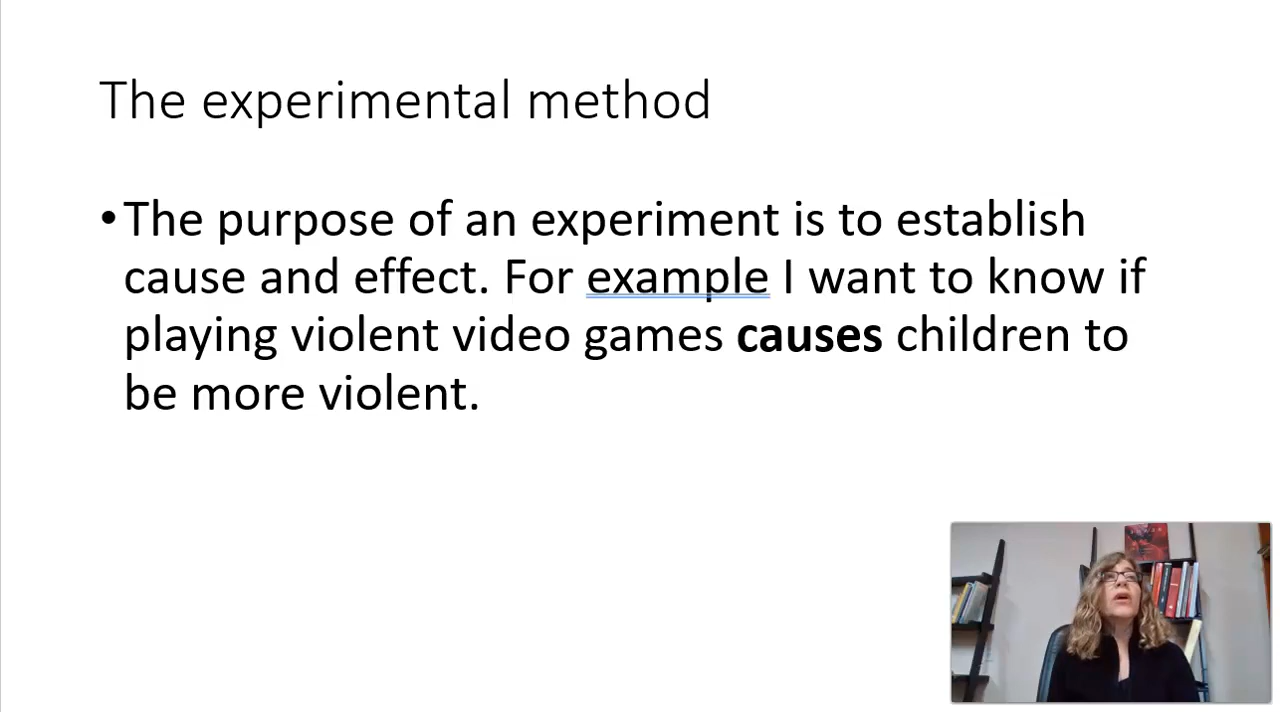 The experimental method
•The purpose of an experiment is to establish
cause and effect. For example I want to know if
playing violent video games causes children to
be more violent.